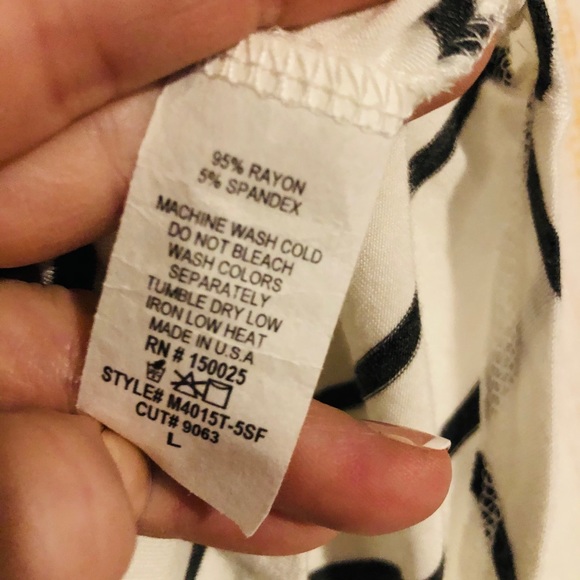 95% RAYON
5% SPANDEX
MACHINE WASH COLD
DO NOT BLEACH
WASH COLORS
SEPARATELY
TUMBLE DRY LOW
IRON LOW HEAT
MADE IN U.S.A
RN # 150025
STYLE# M4015T-5SF
CUT# 9063
L